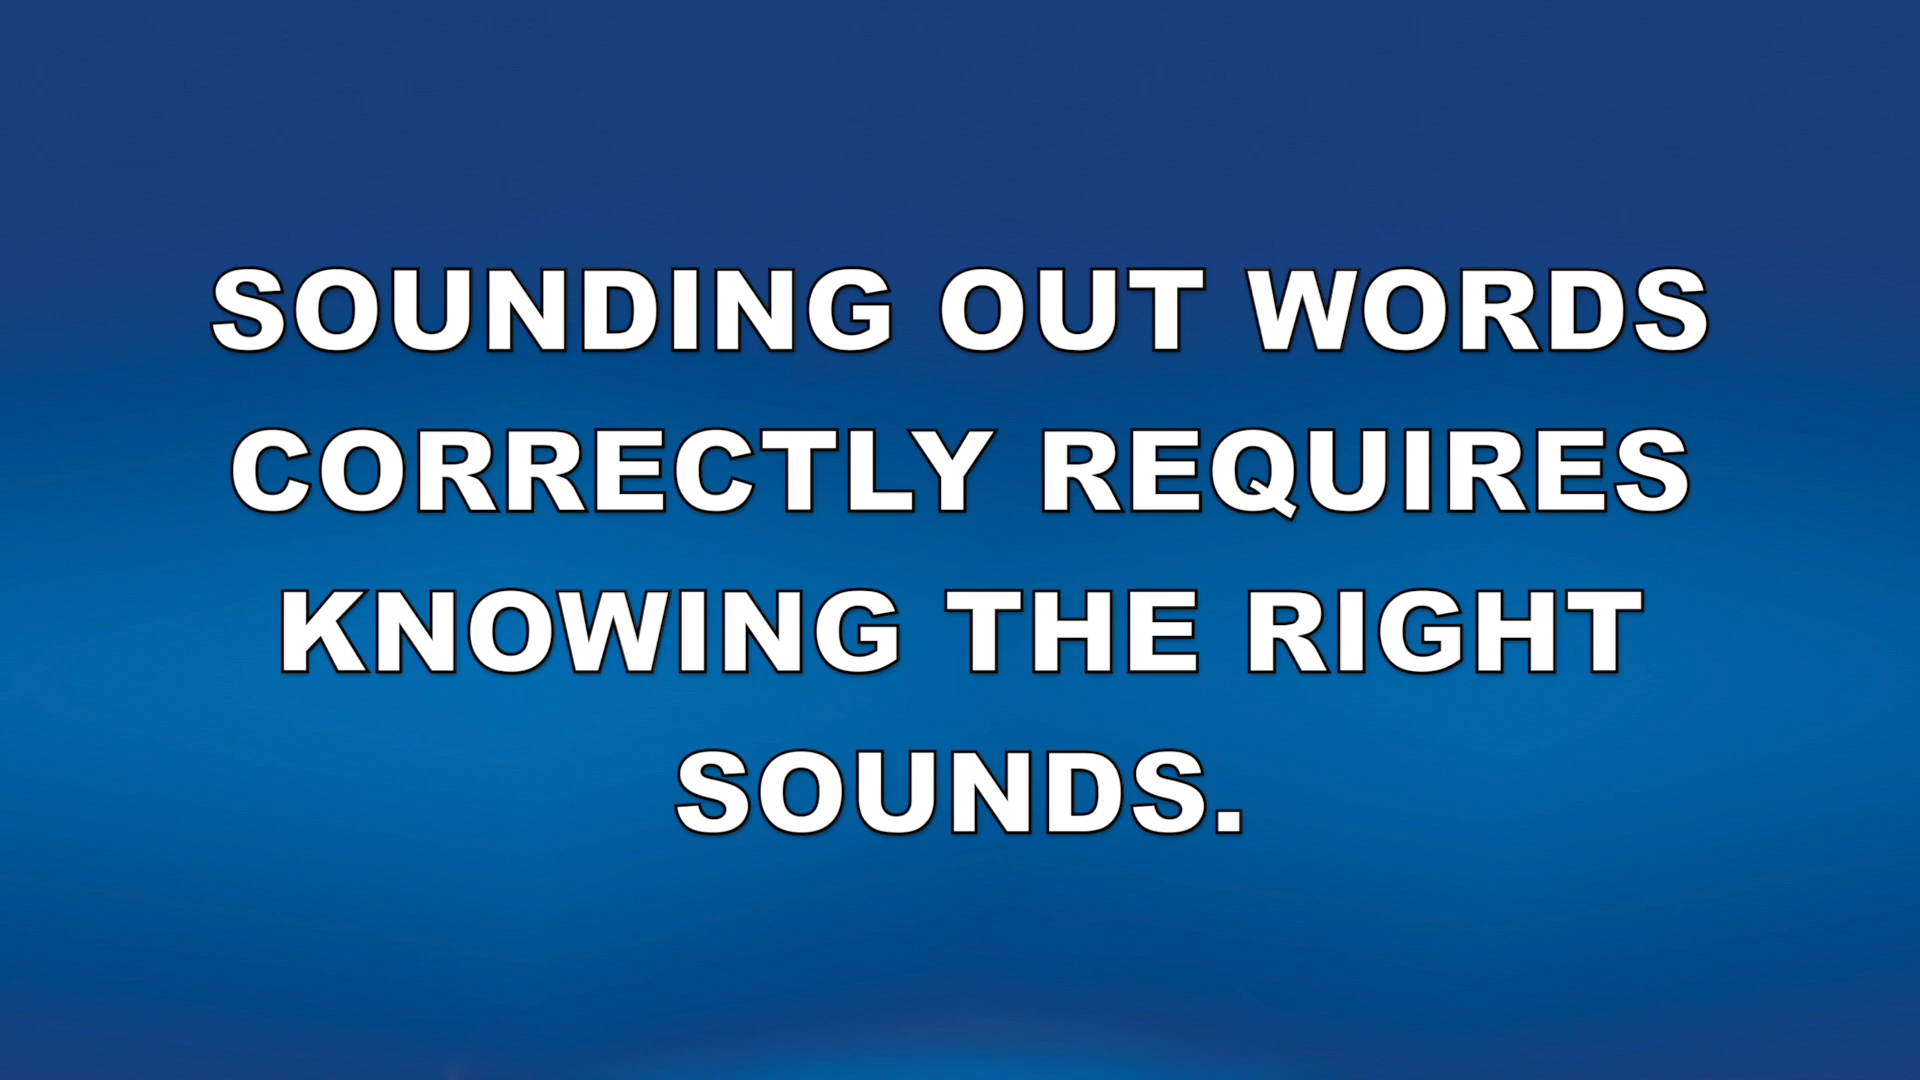 SOUNDING OUT WORDS
CORRECTLY REQUIRES
KNOWING THE RIGHT
SOUNDS.